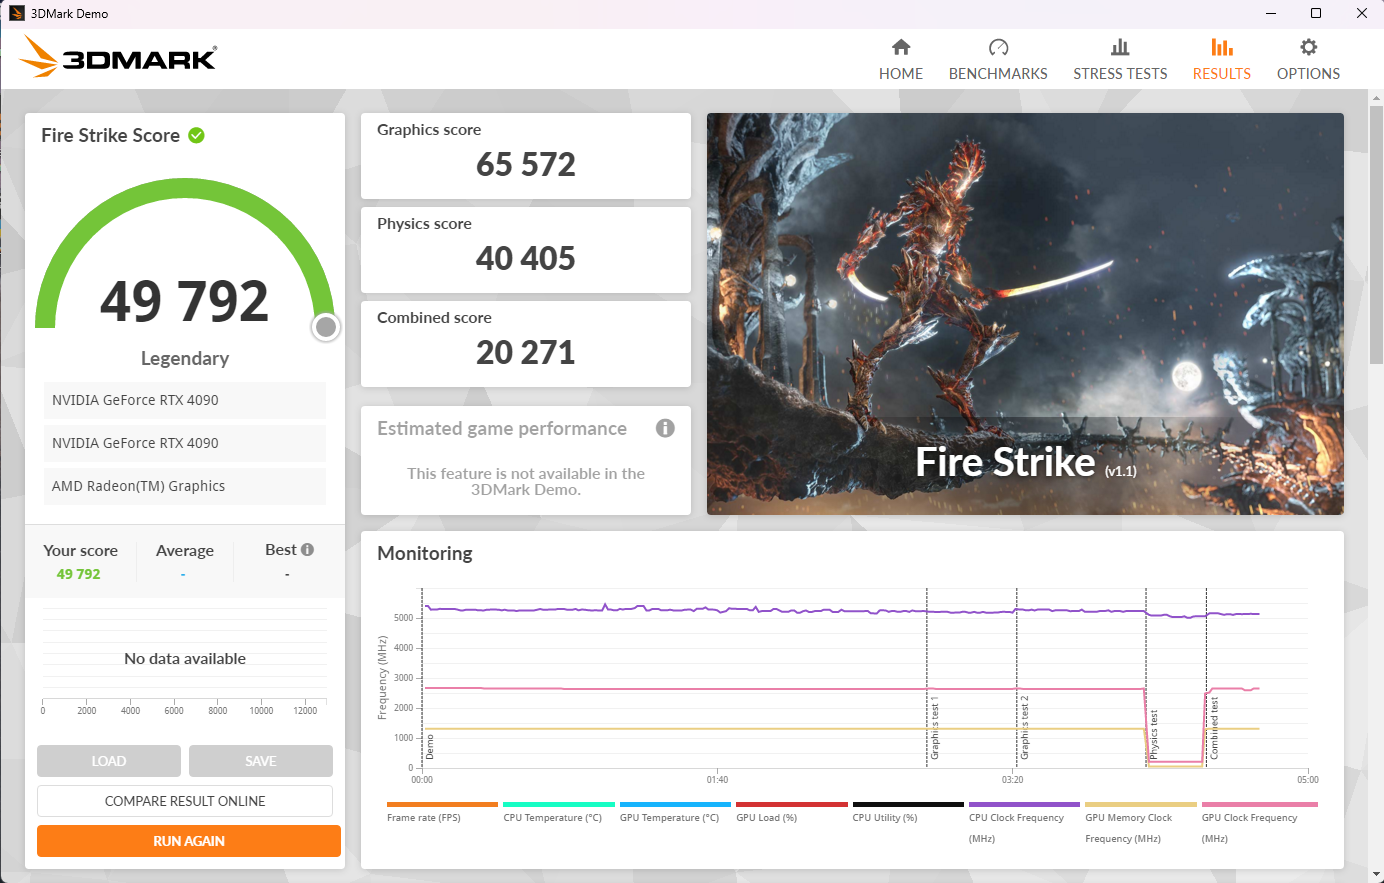 3DMark Demo
3DMARK®
HOME
BENCHMARKS
STRESS TESTS
RESULTS
OPTIONS
Fire Strike Score
49 792
Legendary
NVIDIA GeForce RTX 4090
NVIDIA GeForce RTX 4090
AMD Radeon(TM) Graphics
Your score
49 792
Average
-
Best
-
No data available
0 2000 4000 6000 8000 10000 12000
LOAD
SAVE
COMPARE RESULT ONLINE
RUN AGAIN
Graphics score
65 572
Physics score
40 405
Combined score
20 271
Estimated game performance
This feature is not available in the
3DMark Demo.
Fire Strike (v1.1)
Monitoring
Frequency (MHz)
5000
4000
3000
2000
1000
0
Demo
Graphics test 1
Graphics test 2
Physics test
Combined test
00:00 01:40 03:20 05:00
Frame rate (FPS)
CPU Temperature (°C)
GPU Temperature (°C)
GPU Load (%)
CPU Utility (%)
CPU Clock Frequency
(MHz)
GPU Memory Clock
Frequency (MHz)
GPU Clock Frequency
(MHz)